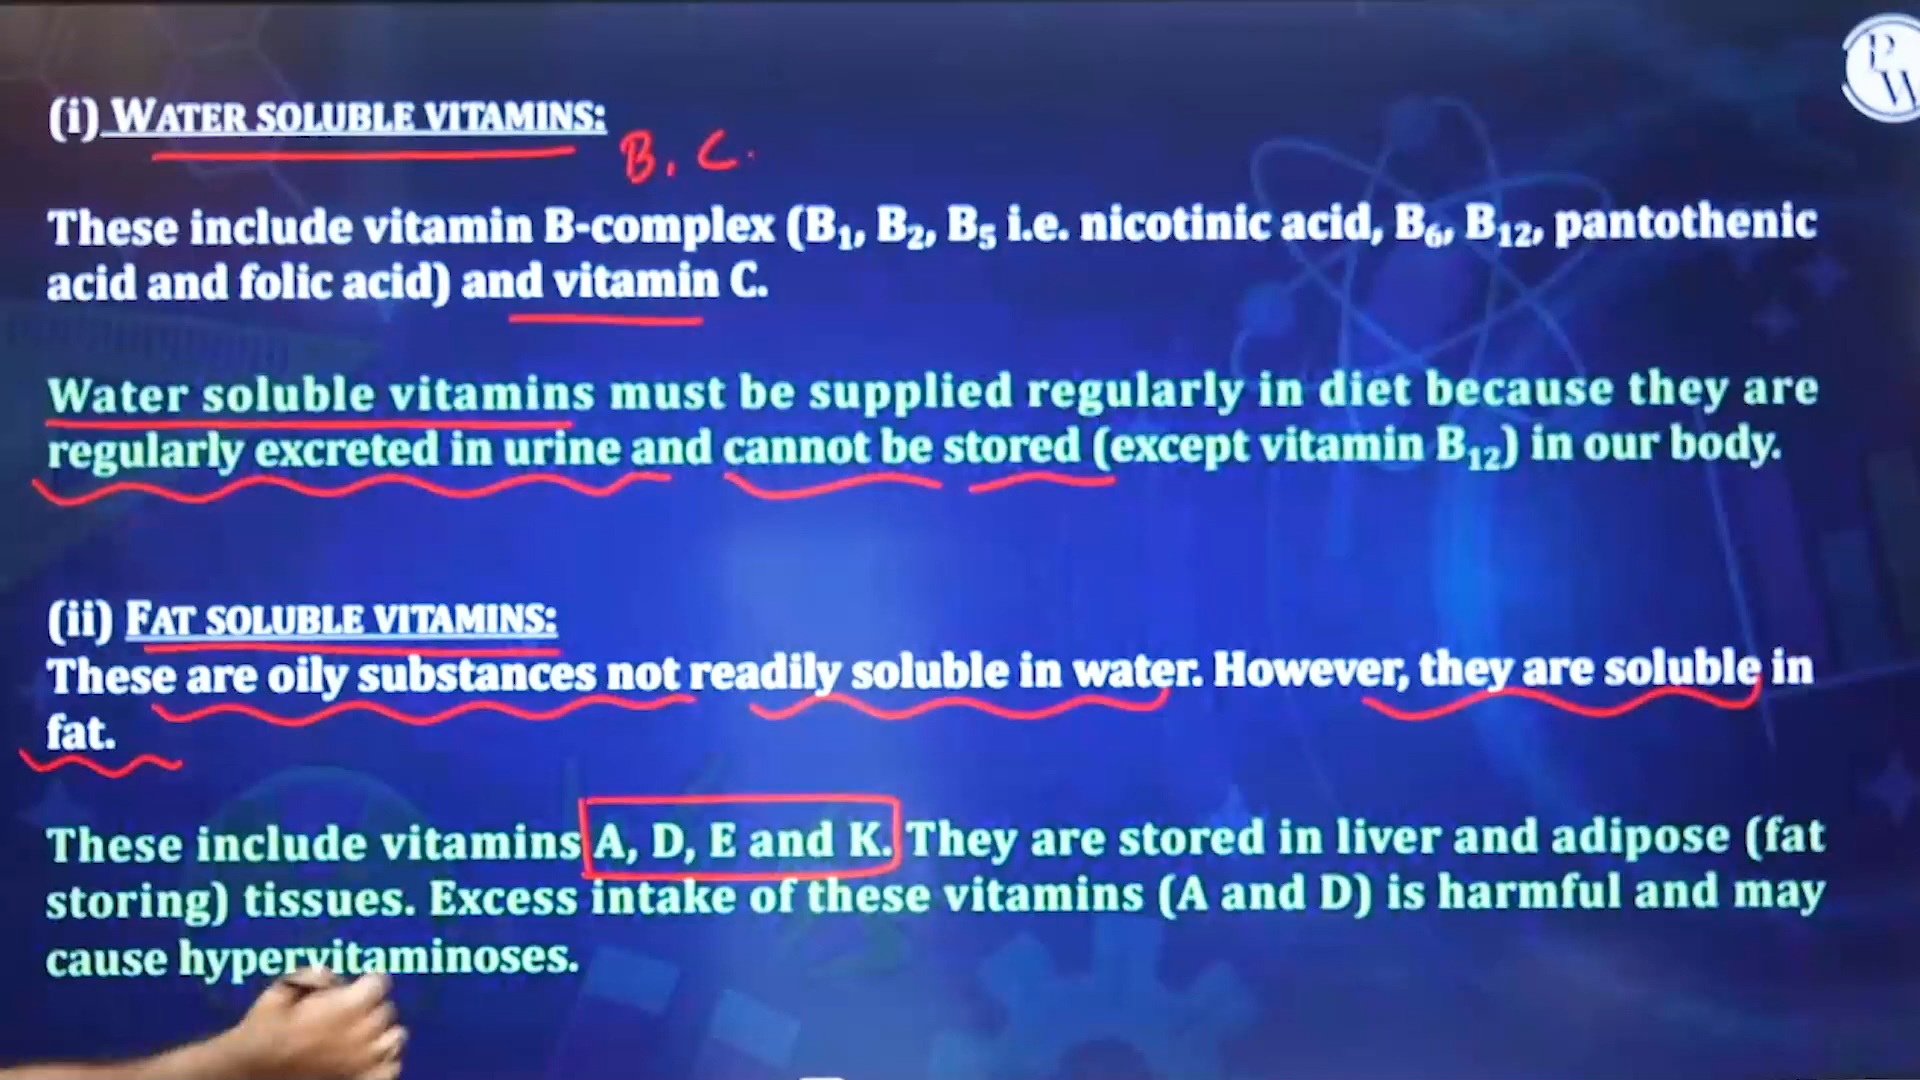 P
W
(i) WATER SOLUBLE VITAMINS:
B, C.
These include vitamin B-complex (B₁, B₂, B₅ i.e. nicotinic acid, B₆, B₁₂, pantothenic
acid and folic acid) and vitamin C.
Water soluble vitamins must be supplied regularly in diet because they are
regularly excreted in urine and cannot be stored (except vitamin B₁₂) in our body.
(ii) FAT SOLUBLE VITAMINS:
These are oily substances not readily soluble in water. However, they are soluble in
fat.
These include vitamins A, D, E and K. They are stored in liver and adipose (fat
storing) tissues. Excess intake of these vitamins (A and D) is harmful and may
cause hypervitaminoses.